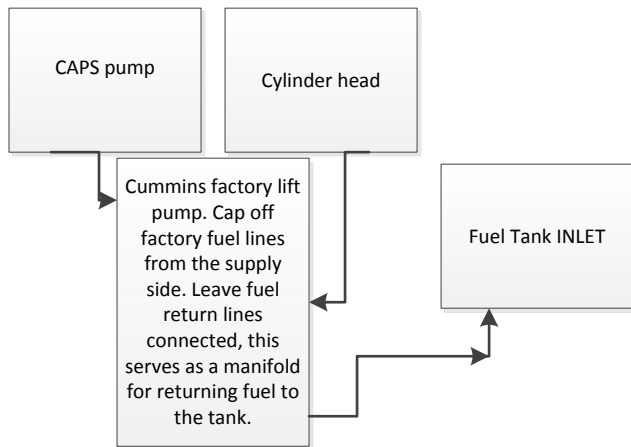 CAPS pump
Cylinder head
Cummins factory lift
pump. Cap off
factory fuel lines
from the supply
side. Leave fuel
return lines
connected, this
serves as a manifold
for returning fuel to
the tank.
Fuel Tank INLET